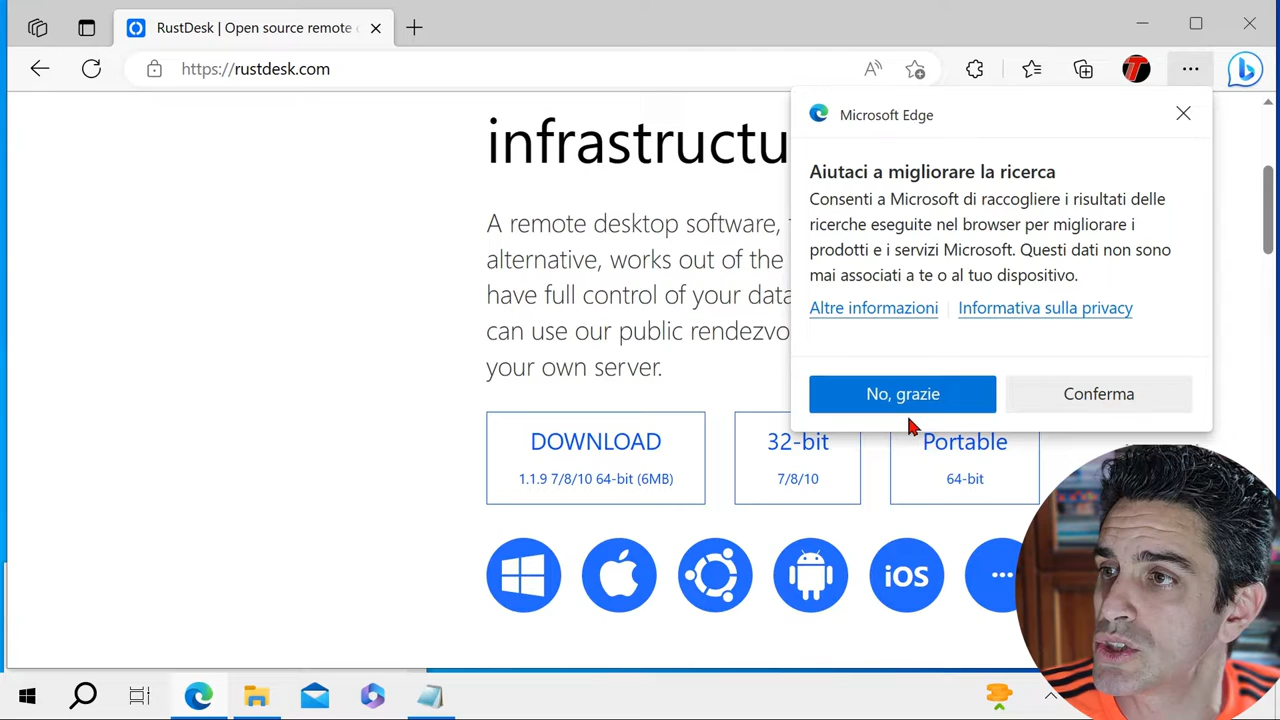 RustDesk | Open source remote
https://rustdesk.com
infrastructu
A remote desktop software,
alternative, works out of the
have full control of your data
can use our public rendezvo
your own server.
Microsoft Edge
Aiutaci a migliorare la ricerca
Consenti a Microsoft di raccogliere i risultati delle
ricerche eseguite nel browser per migliorare i
prodotti e i servizi Microsoft. Questi dati non sono
mai associati a te o al tuo dispositivo.
Altre informazioni
Informativa sulla privacy
No, grazie
Conferma
DOWNLOAD
1.1.9 7/8/10 64-bit (6MB)
32-bit
7/8/10
Portable
64-bit
iOS